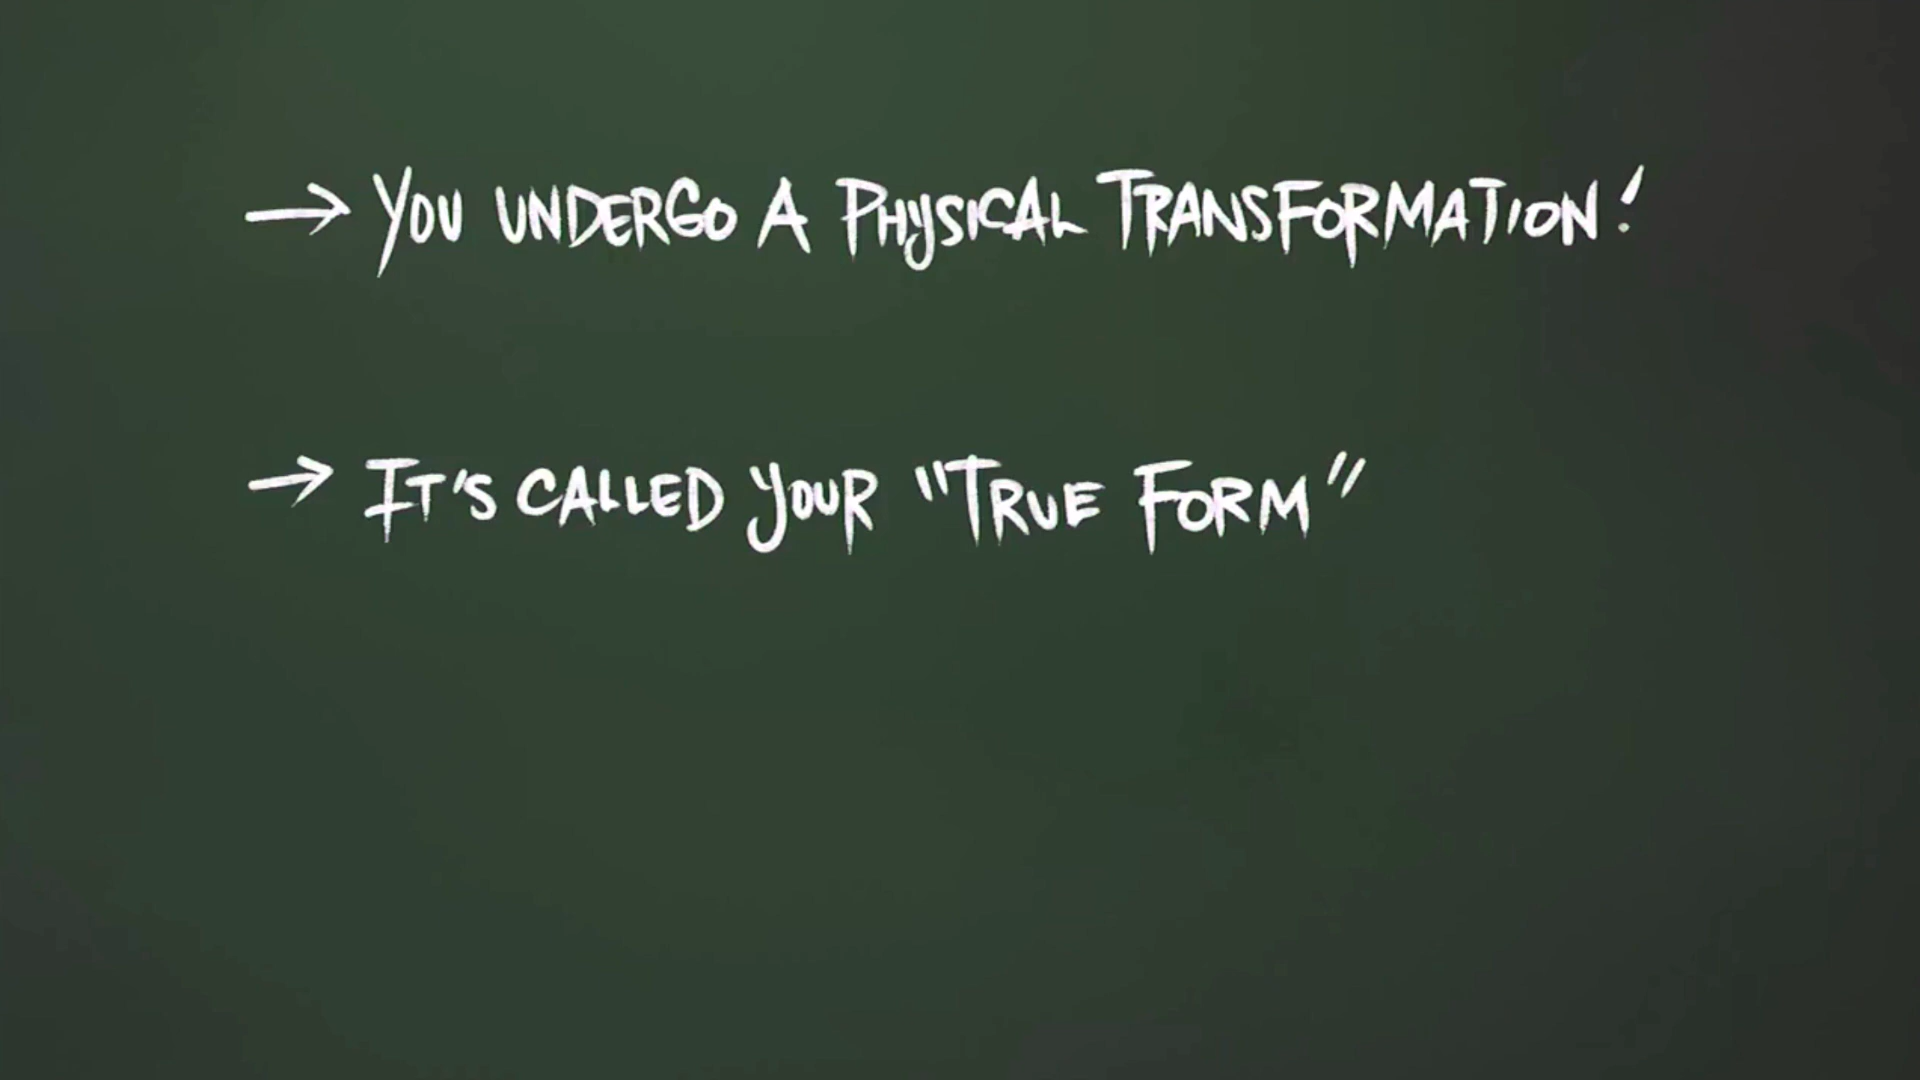 → YOU UNDERGO A PHYSICAL TRANSFORMATION!
→ IT'S CALLED YOUR "TRUE FORM"